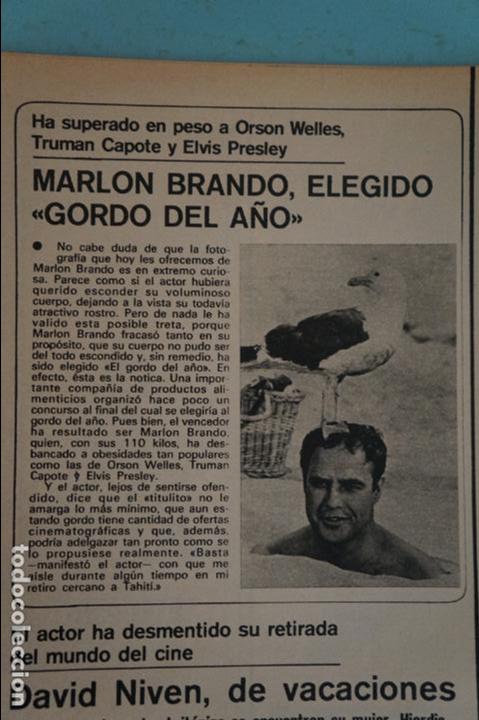 Ha superado en peso a Orson Welles,
Truman Capote y Elvis Presley
MARLON BRANDO, ELEGIDO
«GORDO DEL AÑO»
● No cabe duda de que la foto-
grafía que hoy les ofrecemos de
Marlon Brando es en extremo curio-
sa. Parece como si el actor hubiera
querido esconder su voluminoso
cuerpo, dejando a la vista su todavía
atractivo rostro. Pero de nada le ha
valido esta posible treta, porque
Marlon Brando fracasó tanto en su
propósito, que su cuerpo no pudo ser
del todo escondido y, sin remedio, ha
sido elegido «El gordo del año». En
efecto, ésta es la notica. Una impor-
tante compañía de productos ali-
menticios organizó hace poco un
concurso al final del cual se elegiría al
gordo del año. Pues bien, el vencedor
ha resultado ser Marlon Brando,
quien, con sus 110 kilos, ha des-
bancado a obesidades tan populares
como las de Orson Welles, Truman
Capote y Elvis Presley.
Y el actor, lejos de sentirse ofen-
dido, dice que el «titulito» no le
amarga lo más mínimo, que aun es-
tando gordo tiene cantidad de ofertas
cinematográficas y que, además,
podría adelgazar tan pronto como se
lo propusiese realmente. «Basta
—manifestó el actor— con que me
aísle durante algún tiempo en mi
retiro cercano a Tahití.»
El actor ha desmentido su retirada
del mundo del cine
David Niven, de vacaciones
se encuentran su mujer, Hjordis
todocoleccion